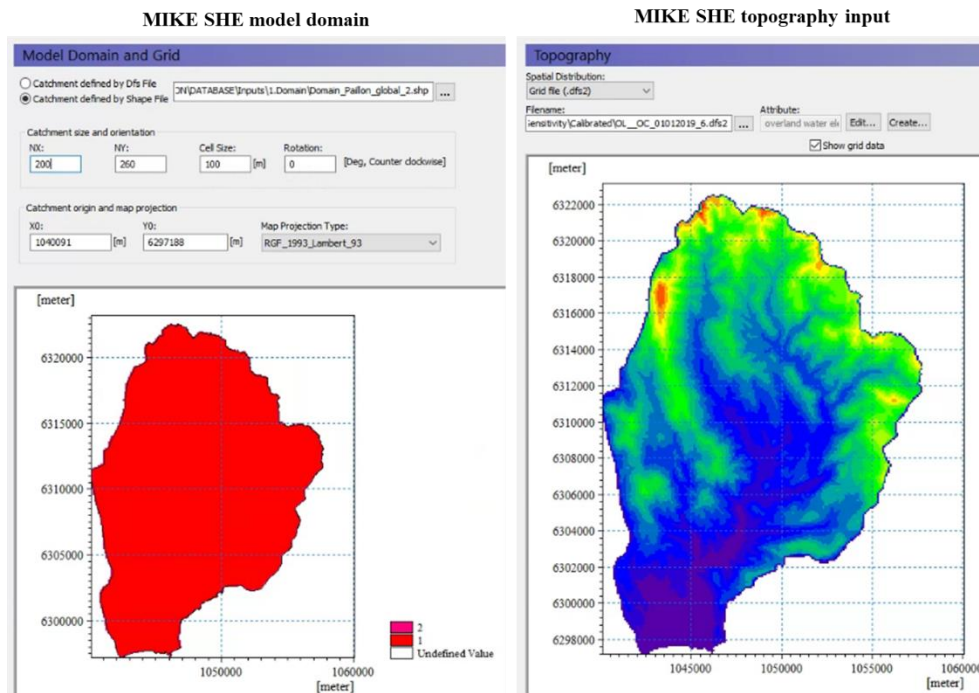 MIKE SHE model domain
Model Domain and Grid
Catchment defined by Dfs File
Catchment defined by Shape File
ON\DATABASE\Inputs\1.Domain\Domain_Paillon_global_2.shp
...
Catchment size and orientation
NX: NY: Cell Size: Rotation:
200 260 100 [m] 0 [Deg, Counter clockwise]
Catchment origin and map projection
X0: Y0: Map Projection Type:
1040091 [m] 6297188 [m] RGF_1993_Lambert_93
[meter]
6320000
6315000
6310000
6305000
6300000
2
1
Undefined Value
1050000 1060000
[meter]
MIKE SHE topography input
Topography
Spatial Distribution:
Grid file (.dfs2)
Filename: Attribute:
ensitivity\Calibrated\OL__OC_01012019_6.dfs2 ... overland water ele Edit... Create...
Show grid data
[meter]
6322000
6320000
6318000
6316000
6314000
6312000
6310000
6308000
6306000
6304000
6302000
6300000
6298000
1045000 1050000 1055000 1060000
[meter]